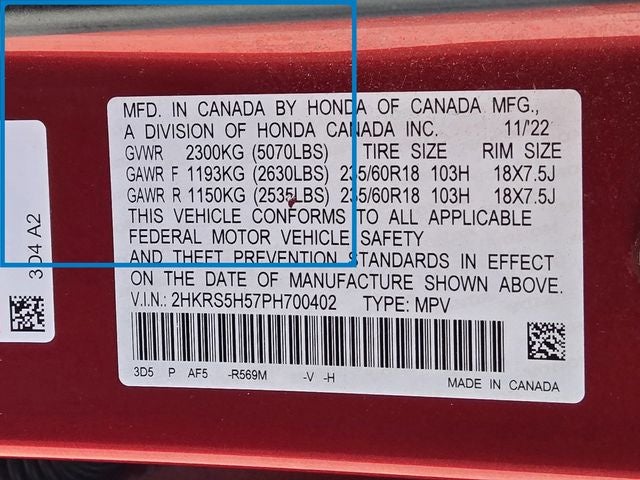 MFD. IN CANADA BY HONDA OF CANADA MFG.,
A DIVISION OF HONDA CANADA INC. 11/'22
GVWR 2300KG (5070LBS) TIRE SIZE RIM SIZE
GAWR F 1193KG (2630LBS) 235/60R18 103H 18X7.5J
GAWR R 1150KG (2535LBS) 235/60R18 103H 18X7.5J
THIS VEHICLE CONFORMS TO ALL APPLICABLE
FEDERAL MOTOR VEHICLE SAFETY
AND THEFT PREVENTION STANDARDS IN EFFECT
ON THE DATE OF MANUFACTURE SHOWN ABOVE.
V.I.N.: 2HKRS5H57PH700402 TYPE: MPV
3D5 P AF5 -R569M -V -H
MADE IN CANADA
3D4 A2